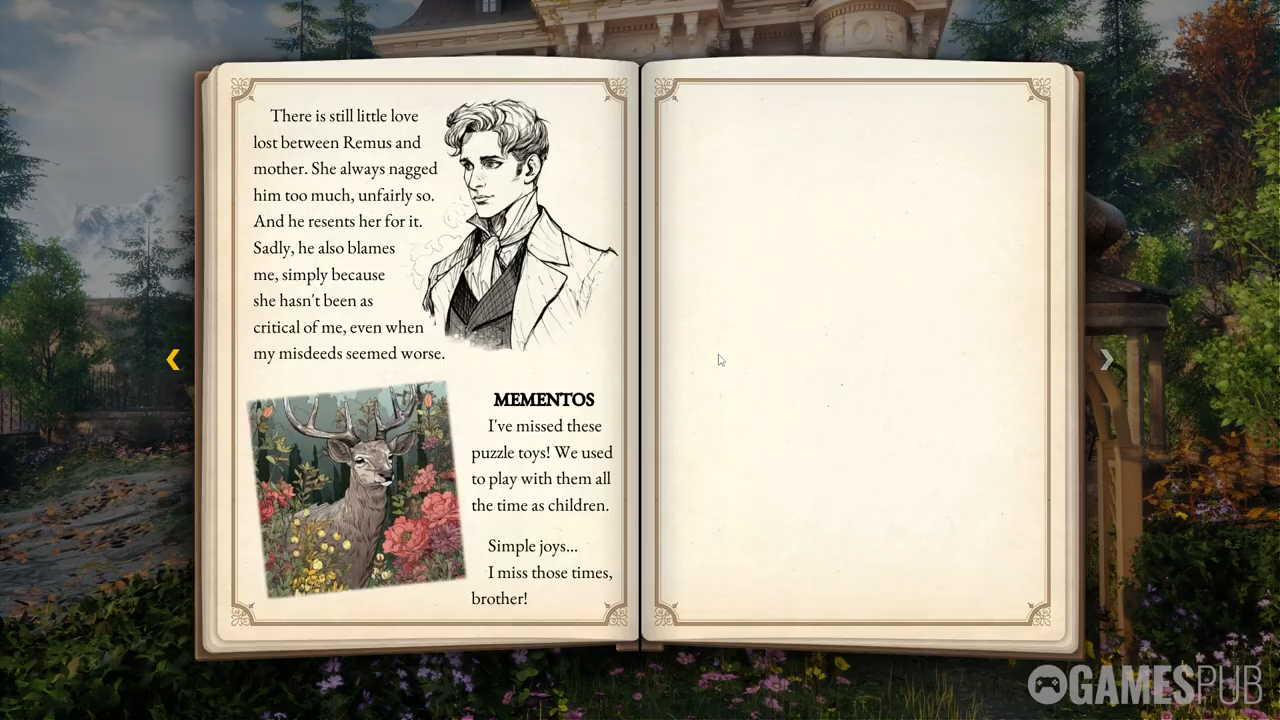 There is still little love
lost between Remus and
mother. She always nagged
him too much, unfairly so.
And he resents her for it.
Sadly, he also blames
me, simply because
she hasn't been as
critical of me, even when
my misdeeds seemed worse.
MEMENTOS
I've missed these
puzzle toys! We used
to play with them all
the time as children.
Simple joys...
I miss those times,
brother!
GAMESPUB